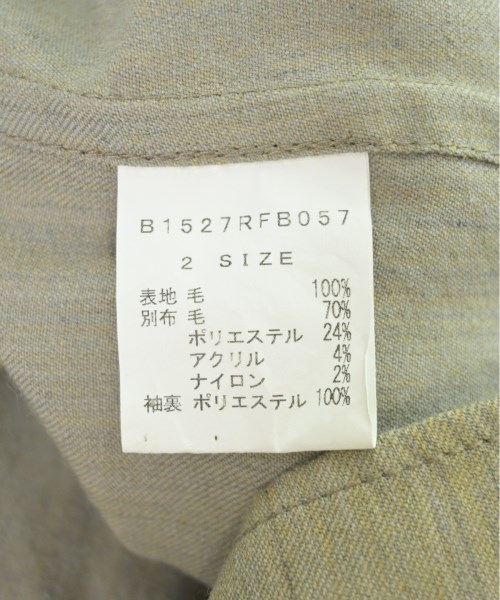 B1527RFB057
2 SIZE
表地 毛 100%
別布 毛 70%
ポリエステル 24%
アクリル 4%
ナイロン 2%
袖裏 ポリエステル 100%